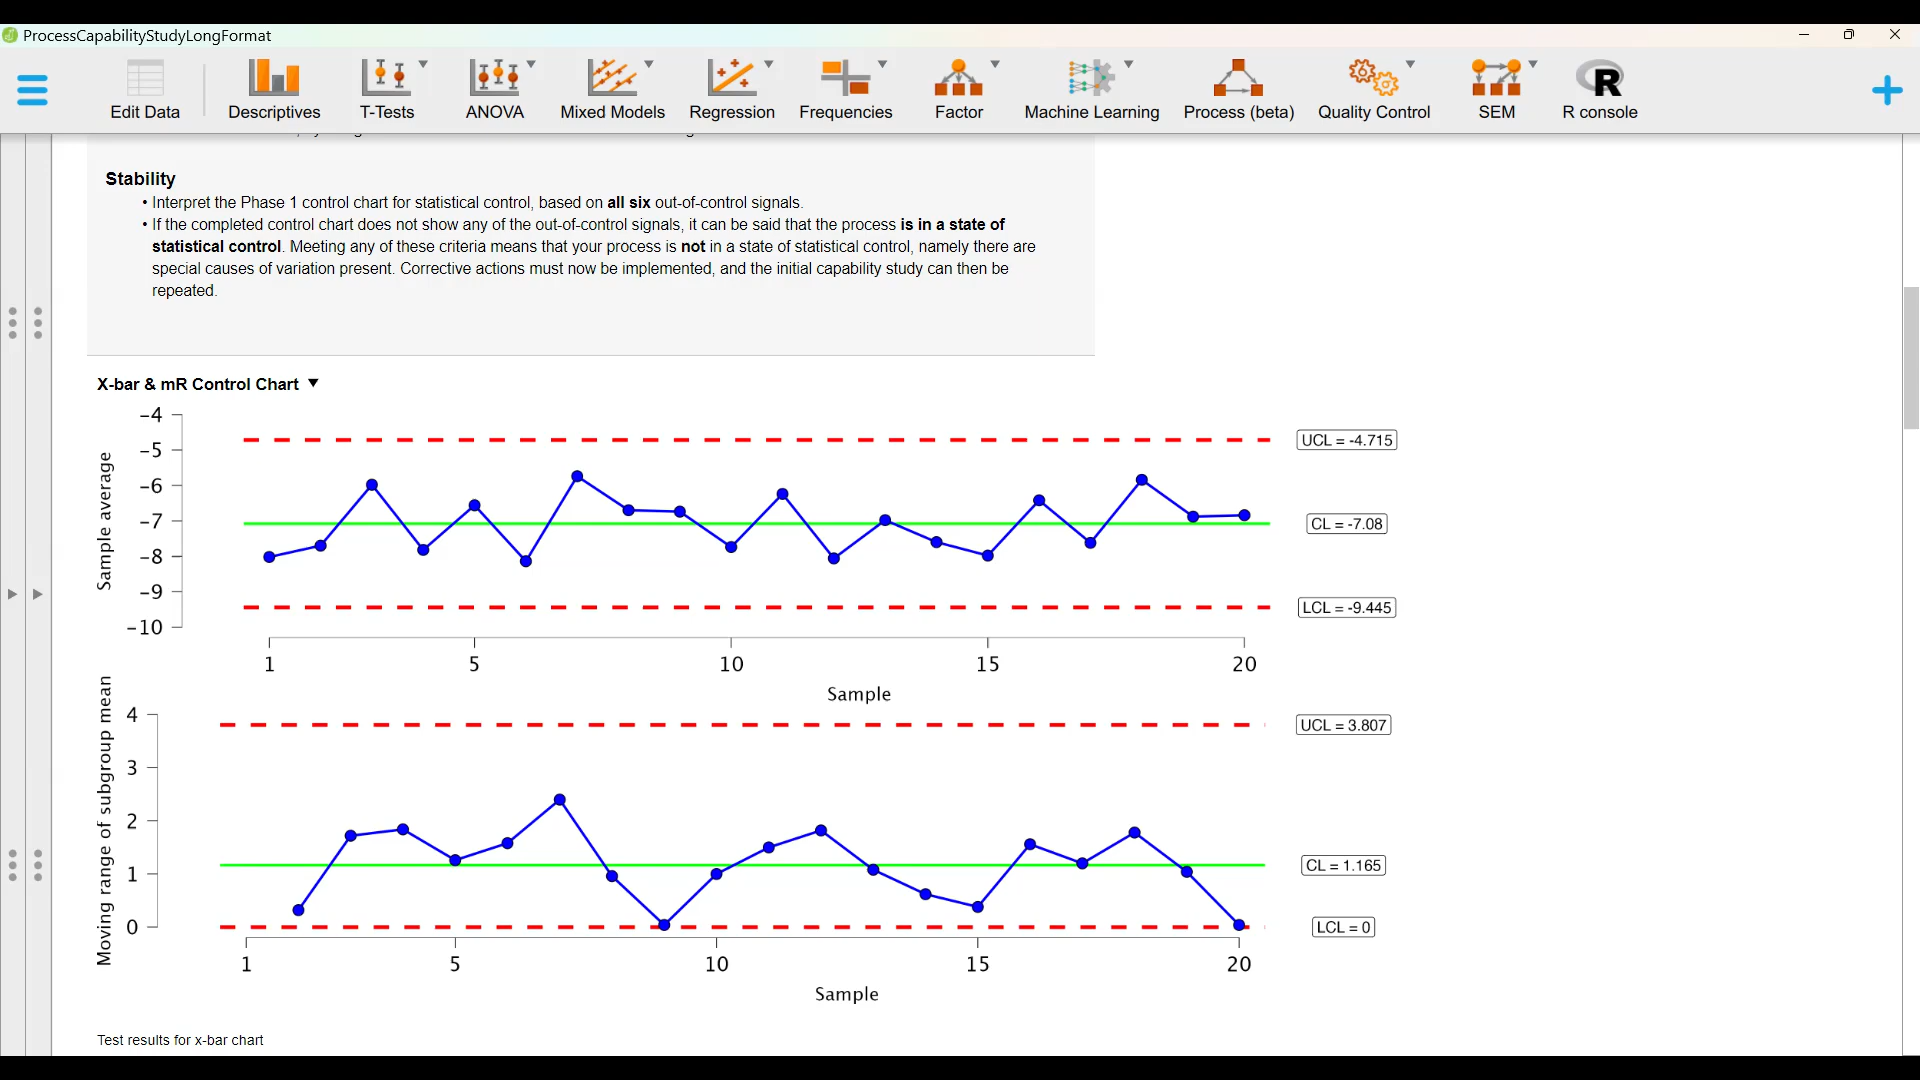 ProcessCapabilityStudyLongFormat
Edit Data
Descriptives
T-Tests
ANOVA
Mixed Models
Regression
Frequencies
Factor
Machine Learning
Process (beta)
Quality Control
SEM
R console
Stability
• Interpret the Phase 1 control chart for statistical control, based on all six out-of-control signals.
• If the completed control chart does not show any of the out-of-control signals, it can be said that the process is in a state of
statistical control. Meeting any of these criteria means that your process is not in a state of statistical control, namely there are
special causes of variation present. Corrective actions must now be implemented, and the initial capability study can then be
repeated.
X-bar & mR Control Chart ▼
Sample average
-4
-5
-6
-7
-8
-9
-10
UCL = -4.715
CL = -7.08
LCL = -9.445
1 5 10 15 20
Sample
Moving range of subgroup mean
4
3
2
1
0
UCL = 3.807
CL = 1.165
LCL = 0
1 5 10 15 20
Sample
Test results for x-bar chart